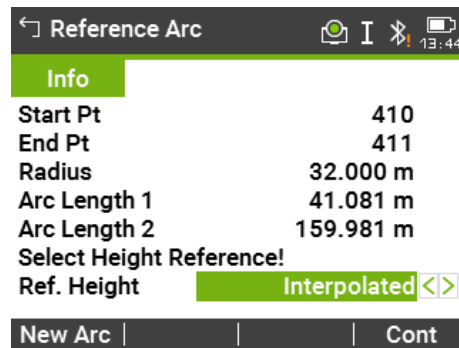 Reference Arc I 13:44
Info
Start Pt 410
End Pt 411
Radius 32.000 m
Arc Length 1 41.081 m
Arc Length 2 159.981 m
Select Height Reference!
Ref. Height Interpolated
New Arc Cont